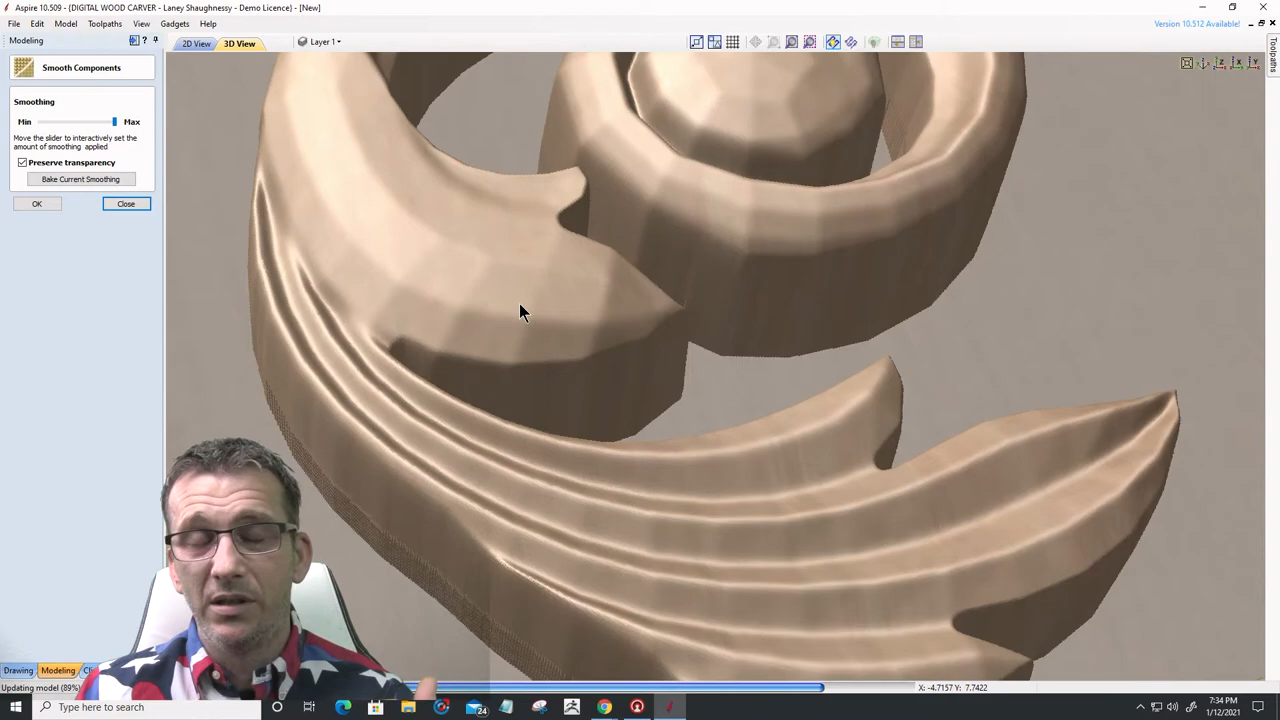 Aspire 10.509 - (DIGITAL WOOD CARVER - Laney Shaughnessy - Demo Licence) - [New]
File Edit Model Toolpaths View Gadgets Help
Version 10.512 Available!
Modeling
2D View 3D View Layer 1
Toolpaths
Smooth Components
Smoothing
Min Max
Move the slider to interactively set the
amount of smoothing applied
Preserve transparency
Bake Current Smoothing
OK Close
Drawing Modeling
Updating model (89%)
X: -4.7157 Y: 7.7422
Type here to search
24
7:34 PM
1/12/2021